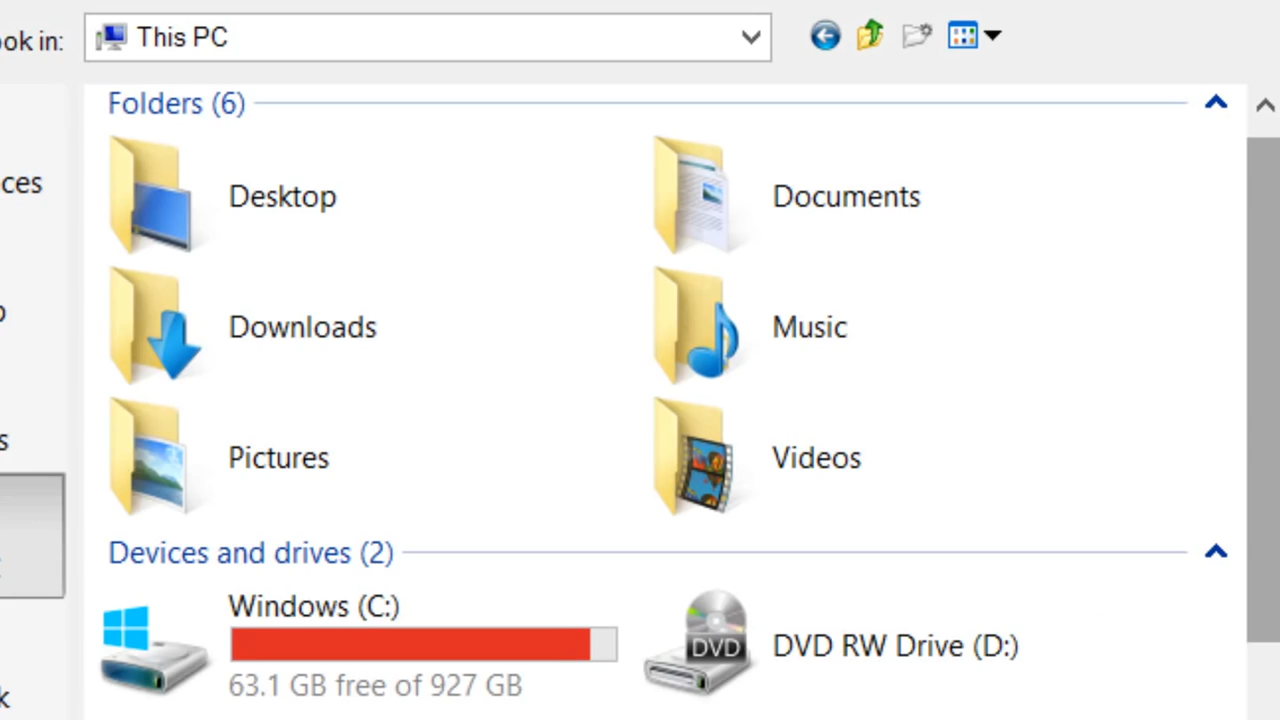 ook in: This PC
Folders (6)
Desktop
Documents
ces
Downloads
Music
Pictures
Videos
s
Devices and drives (2)
Windows (C:)
DVD
DVD RW Drive (D:)
63.1 GB free of 927 GB
k